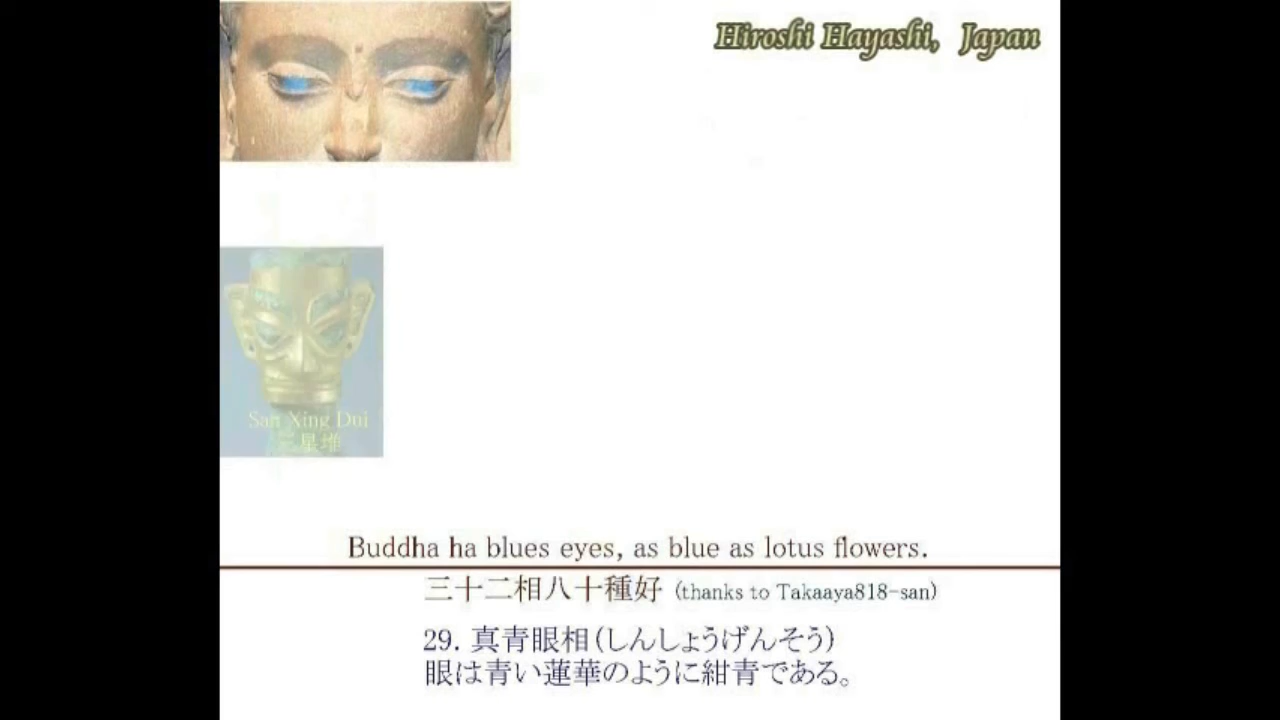 Hiroshi Hayashi, Japan
San Xing Dui
三星堆
Buddha ha blues eyes, as blue as lotus flowers.
三十二相八十種好 (thanks to Takaaya818-san)
29. 真青眼相(しんしょうげんそう)
眼は青い蓮華のように紺青である。